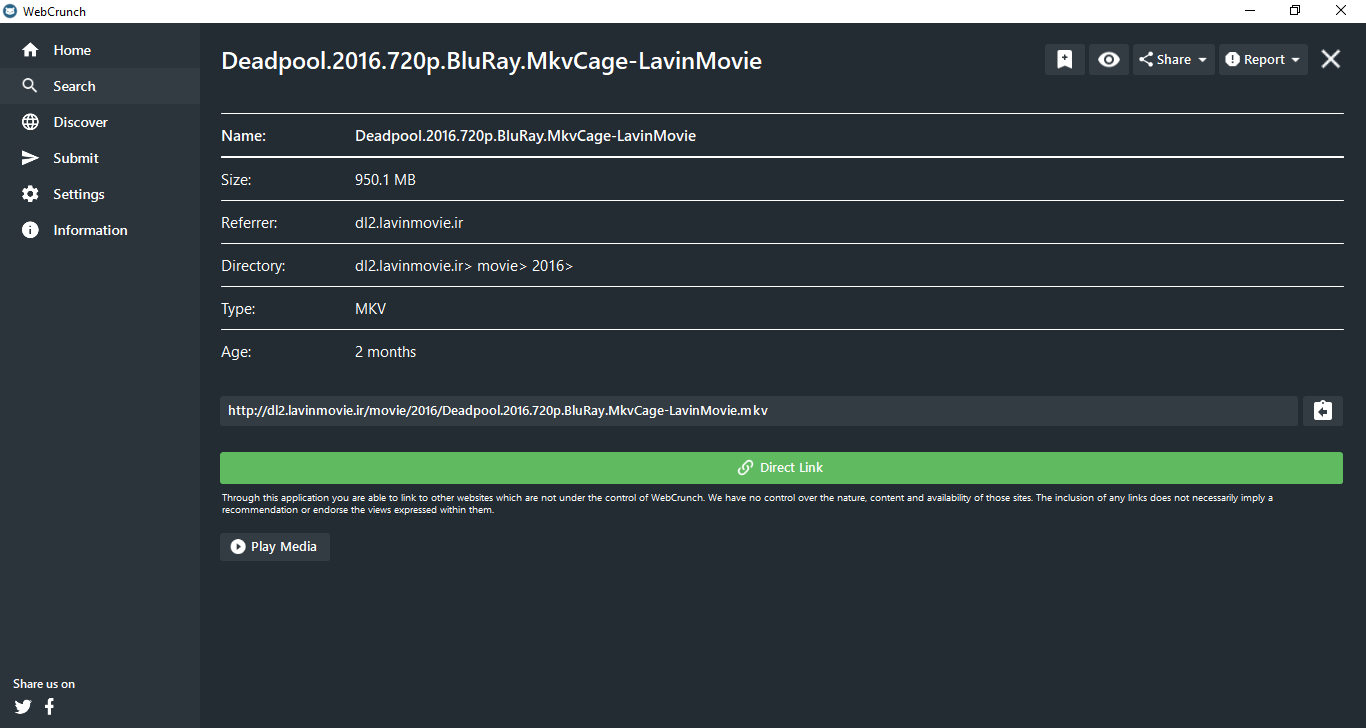 WebCrunch
Home
Search
Discover
Submit
Settings
Information
Share us on
Deadpool.2016.720p.BluRay.MkvCage-LavinMovie
Share
Report
Name: Deadpool.2016.720p.BluRay.MkvCage-LavinMovie
Size: 950.1 MB
Referrer: dl2.lavinmovie.ir
Directory: dl2.lavinmovie.ir> movie> 2016>
Type: MKV
Age: 2 months
http://dl2.lavinmovie.ir/movie/2016/Deadpool.2016.720p.BluRay.MkvCage-LavinMovie.mkv
Direct Link
Through this application you are able to link to other websites which are not under the control of WebCrunch. We have no control over the nature, content and availability of those sites. The inclusion of any links does not necessarily imply a
recommendation or endorse the views expressed within them.
Play Media